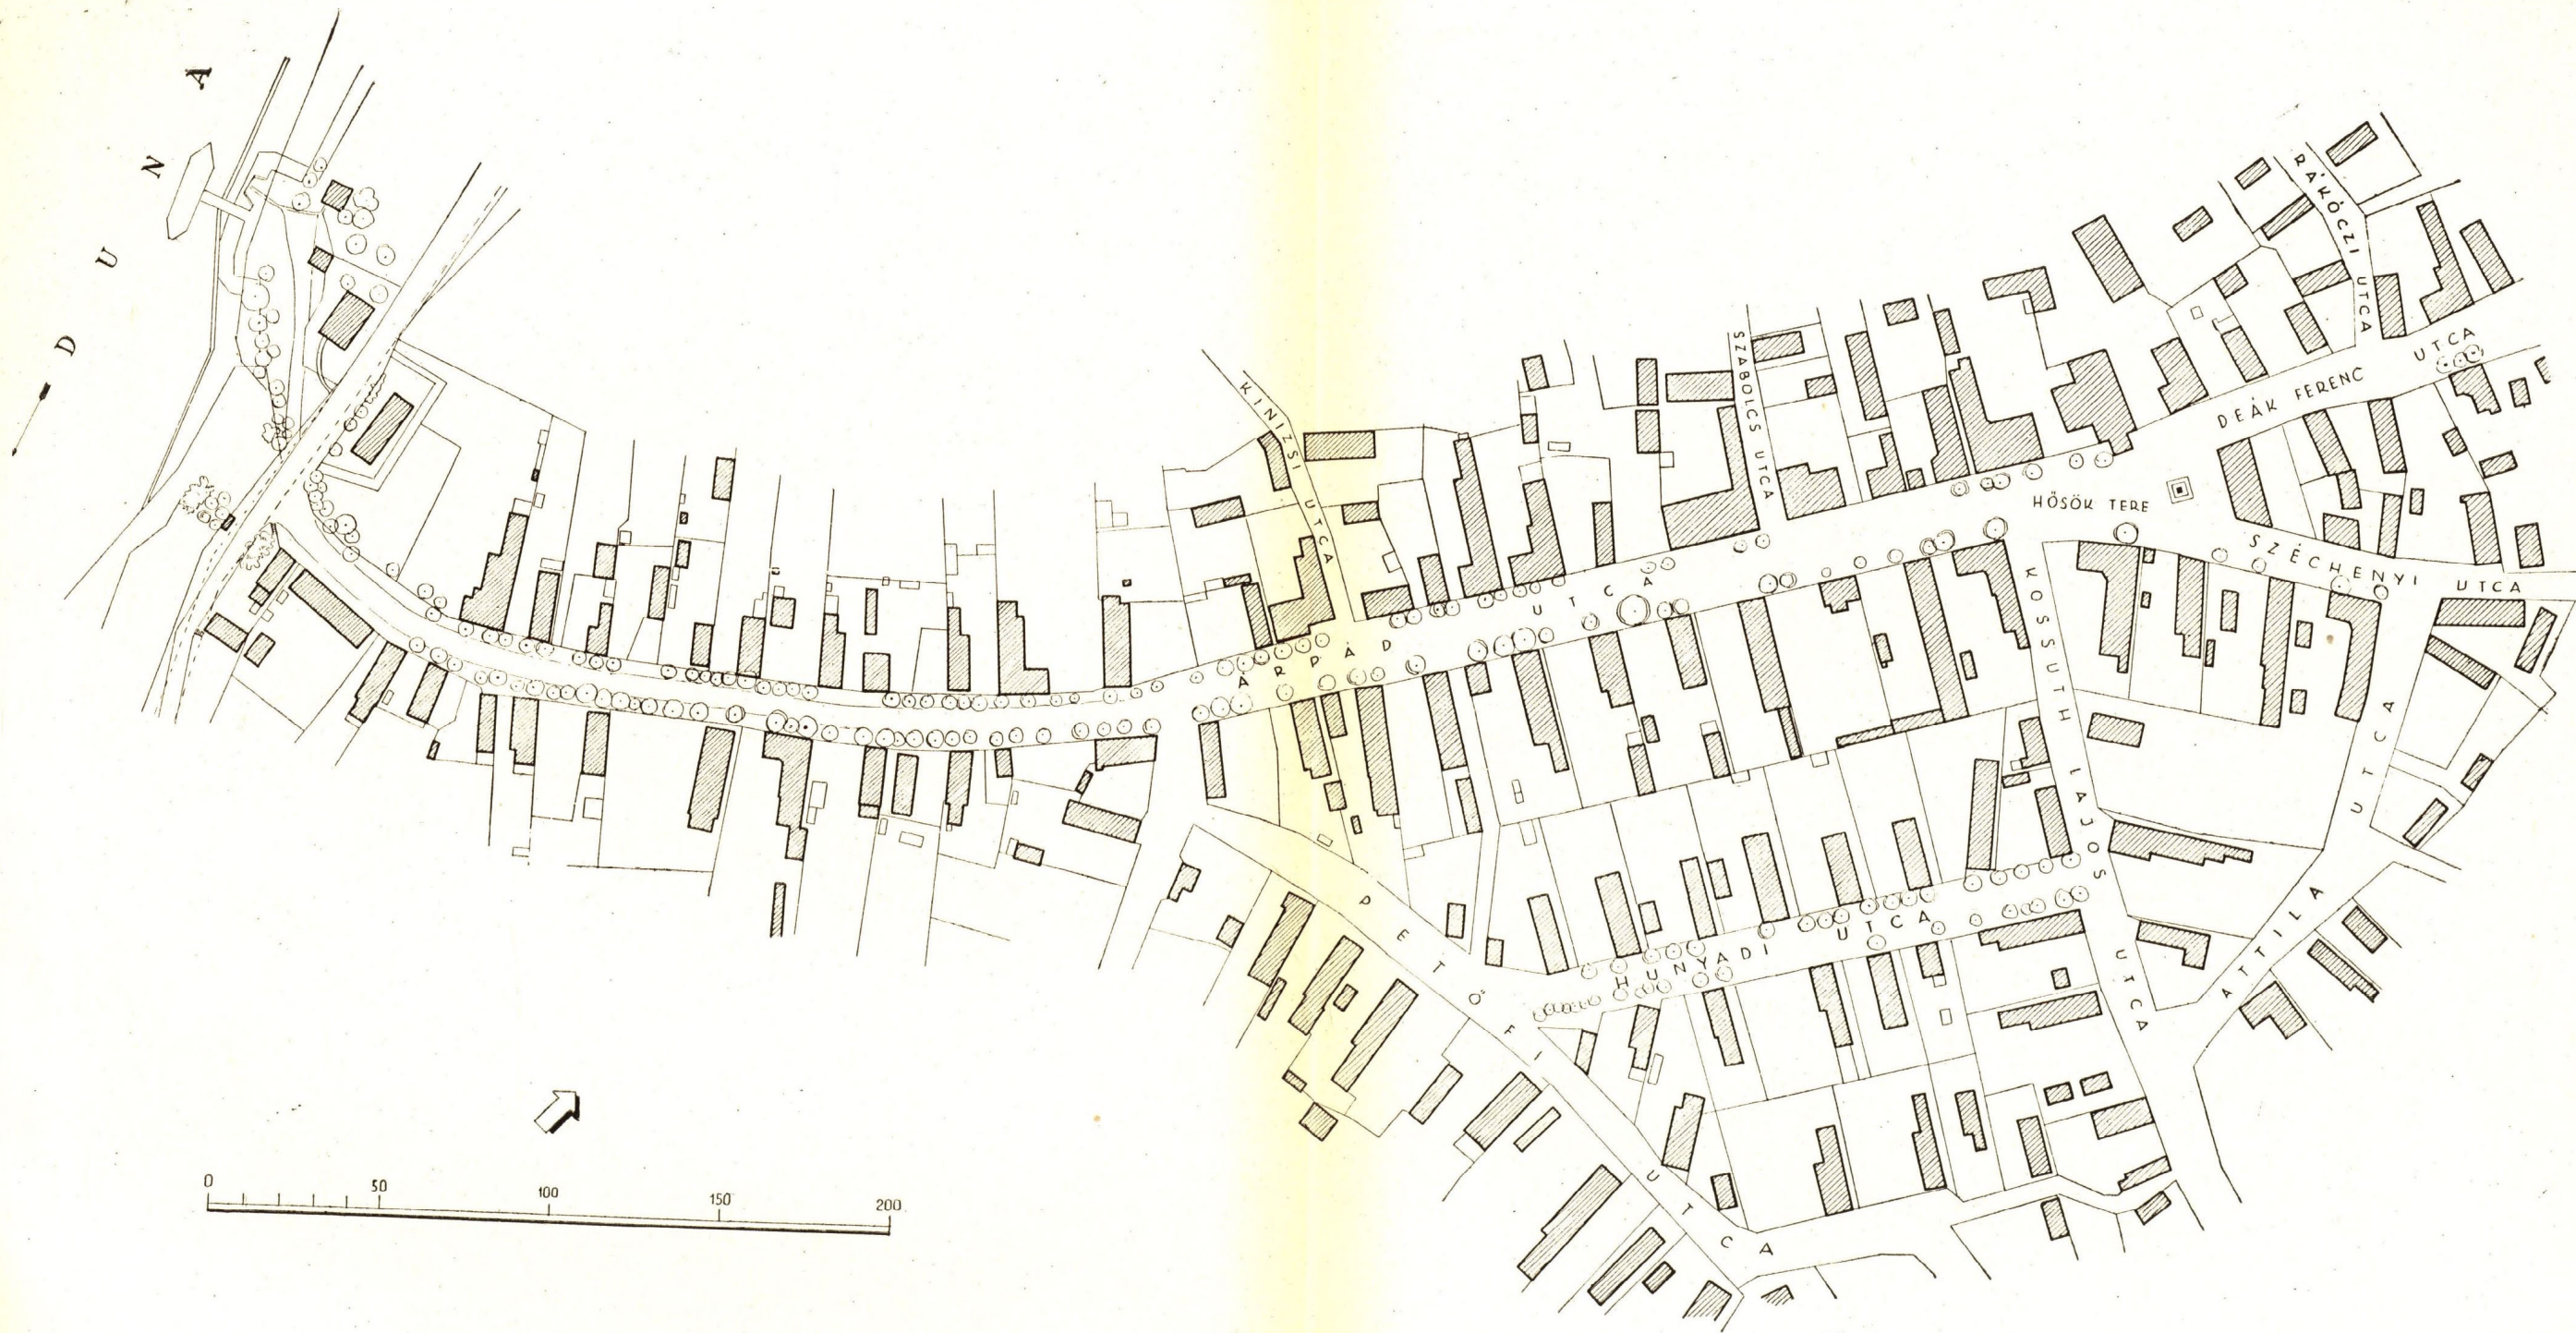 DUNA
KINIZSI UTCA
ÁRPÁD UTCA
SZABOLCS UTCA
RÁKÓCZI UTCA
DEÁK FERENC UTCA
HŐSÖK TERE
SZÉCHENYI UTCA
KOSSUTH LAJOS UTCA
ATTILA UTCA
HUNYADI UTCA
PETŐFI UTCA
0 50 100 150 200